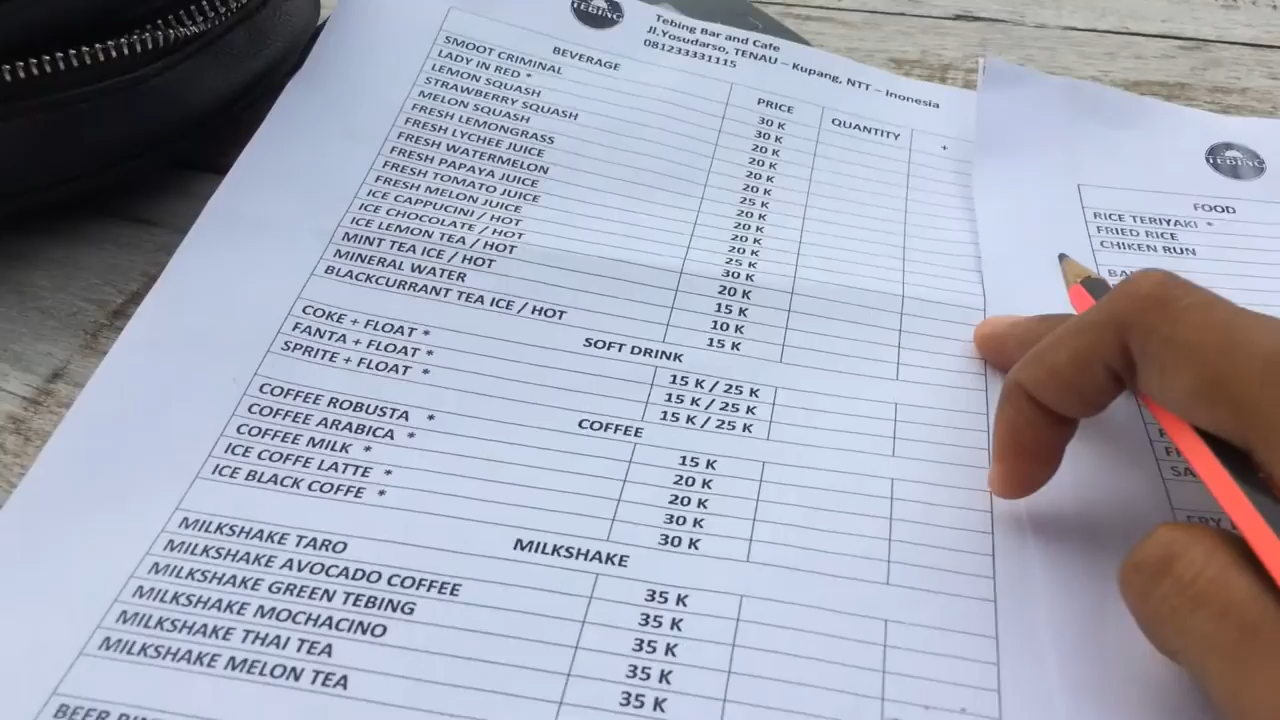 TEBING
Tebing Bar and Cafe
Jl.Yosudarso, TENAU – Kupang, NTT – Inonesia
081233331115
BEVERAGE PRICE QUANTITY
SMOOT CRIMINAL 30 K
LADY IN RED * 30 K
LEMON SQUASH 20 K
STRAWBERRY SQUASH 20 K
MELON SQUASH 20 K
FRESH LEMONGRASS 20 K
FRESH LYCHEE JUICE 25 K
FRESH WATERMELON 20 K
FRESH PAPAYA JUICE 20 K
FRESH TOMATO JUICE 20 K
FRESH MELON JUICE 20 K
ICE CAPPUCINI / HOT 25 K
ICE CHOCOLATE / HOT 30 K
ICE LEMON TEA / HOT 20 K
MINT TEA ICE / HOT 15 K
MINERAL WATER 10 K
BLACKCURRANT TEA ICE / HOT 15 K
SOFT DRINK
COKE + FLOAT * 15 K / 25 K
FANTA + FLOAT * 15 K / 25 K
SPRITE + FLOAT * 15 K / 25 K
COFFEE
COFFEE ROBUSTA * 15 K
COFFEE ARABICA * 20 K
COFFEE MILK * 20 K
ICE COFFE LATTE * 30 K
ICE BLACK COFFE * 30 K
MILKSHAKE
MILKSHAKE TARO 35 K
MILKSHAKE AVOCADO COFFEE 35 K
MILKSHAKE GREEN TEBING 35 K
MILKSHAKE MOCHACINO 35 K
MILKSHAKE THAI TEA 35 K
MILKSHAKE MELON TEA
BEER
TEBING
FOOD
RICE TERIYAKI *
FRIED RICE
CHIKEN RUN